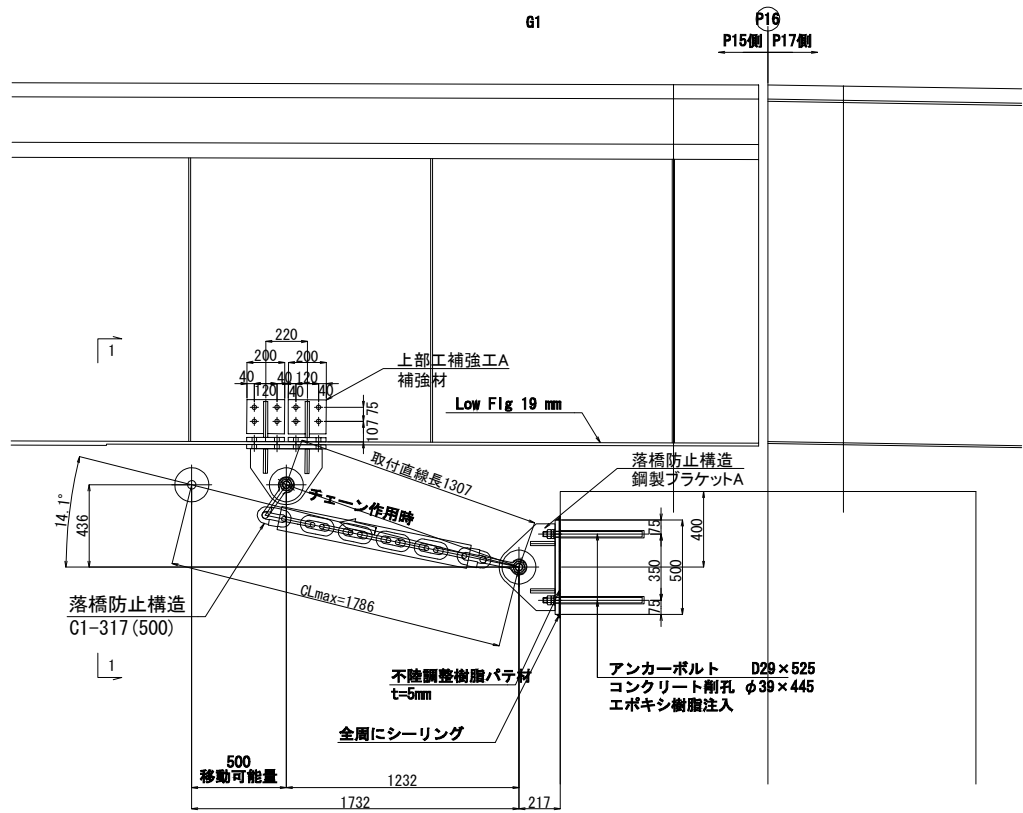 G1
P16
P15側 P17側
220
200
200
40
40
120
120
40
40
75
107
1
上部工補強工A
補強材
Low Flg 19 mm
落橋防止構造
鋼製ブラケットA
取付直線長1307
チェーン作用時
14.1°
436
CLmax=1786
75
350
75
500
400
落橋防止構造
C1-317(500)
1
不陸調整樹脂パテ材
t=5mm
全周にシーリング
アンカーボルト D29×525
コンクリート削孔 φ39×445
エポキシ樹脂注入
500
移動可能量
1232
1732
217